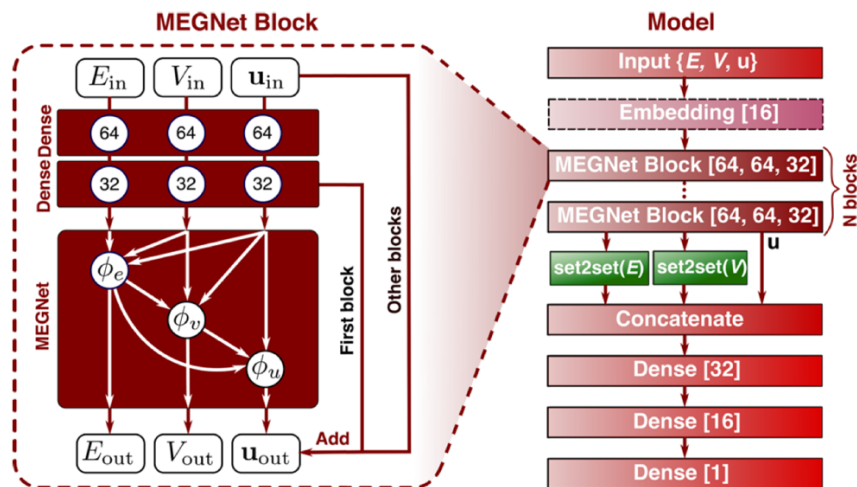 MEGNet Block
E_in V_in u_in
Dense
64 64 64
Dense
32 32 32
MEGNet
ϕ_e
ϕ_v
ϕ_u
First block
Other blocks
Add
E_out V_out u_out
Model
Input {E, V, u}
Embedding [16]
MEGNet Block [64, 64, 32]
MEGNet Block [64, 64, 32]
N blocks
u
set2set(E) set2set(V)
Concatenate
Dense [32]
Dense [16]
Dense [1]